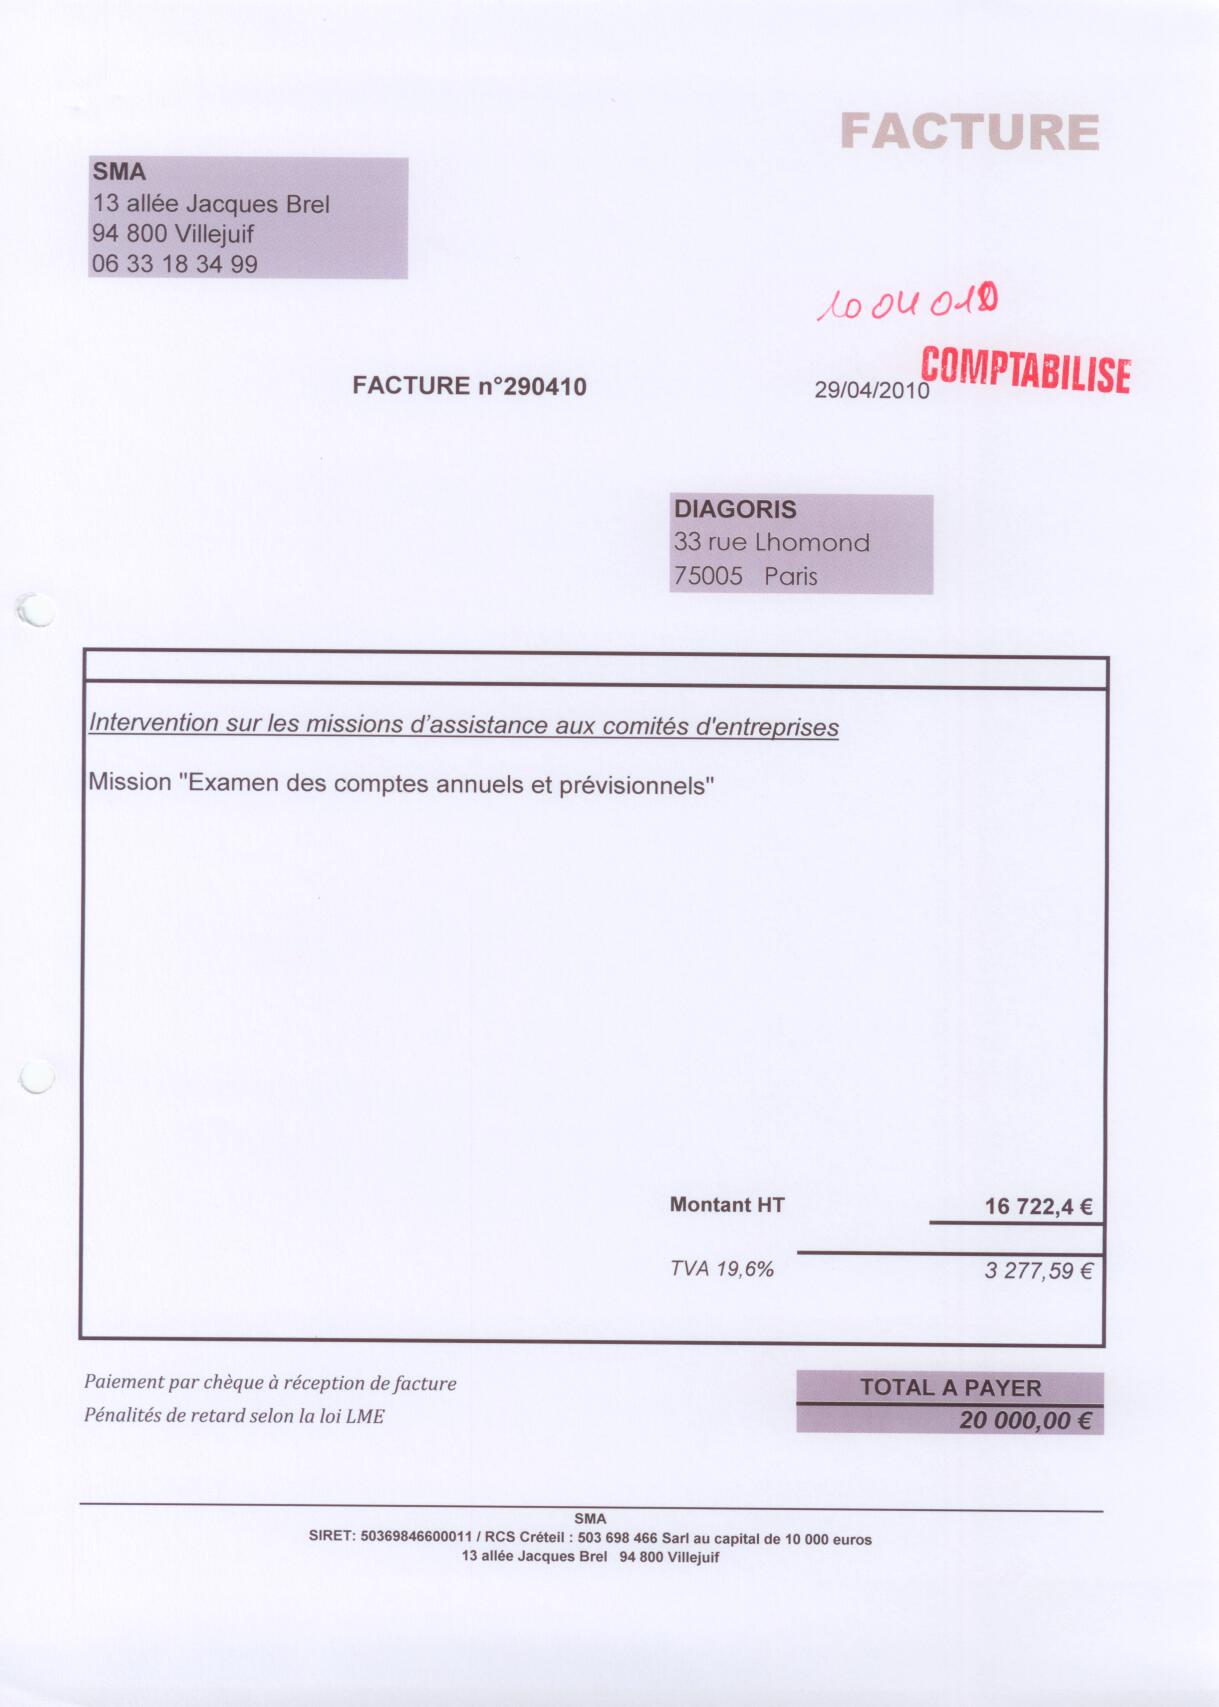 FACTURE
SMA
13 allée Jacques Brel
94 800 Villejuif
06 33 18 34 99
COMPTABILISE
FACTURE n°290410
29/04/2010
DIAGORIS
33 rue Lhomond
75005 Paris
Intervention sur les missions d’assistance aux comités d'entreprises
Mission "Examen des comptes annuels et prévisionnels"
Montant HT 16 722,4 €
TVA 19,6% 3 277,59 €
Paiement par chèque à réception de facture
Pénalités de retard selon la loi LME
TOTAL A PAYER
20 000,00 €
SMA
SIRET: 50369846600011 / RCS Créteil : 503 698 466 Sarl au capital de 10 000 euros
13 allée Jacques Brel 94 800 Villejuif